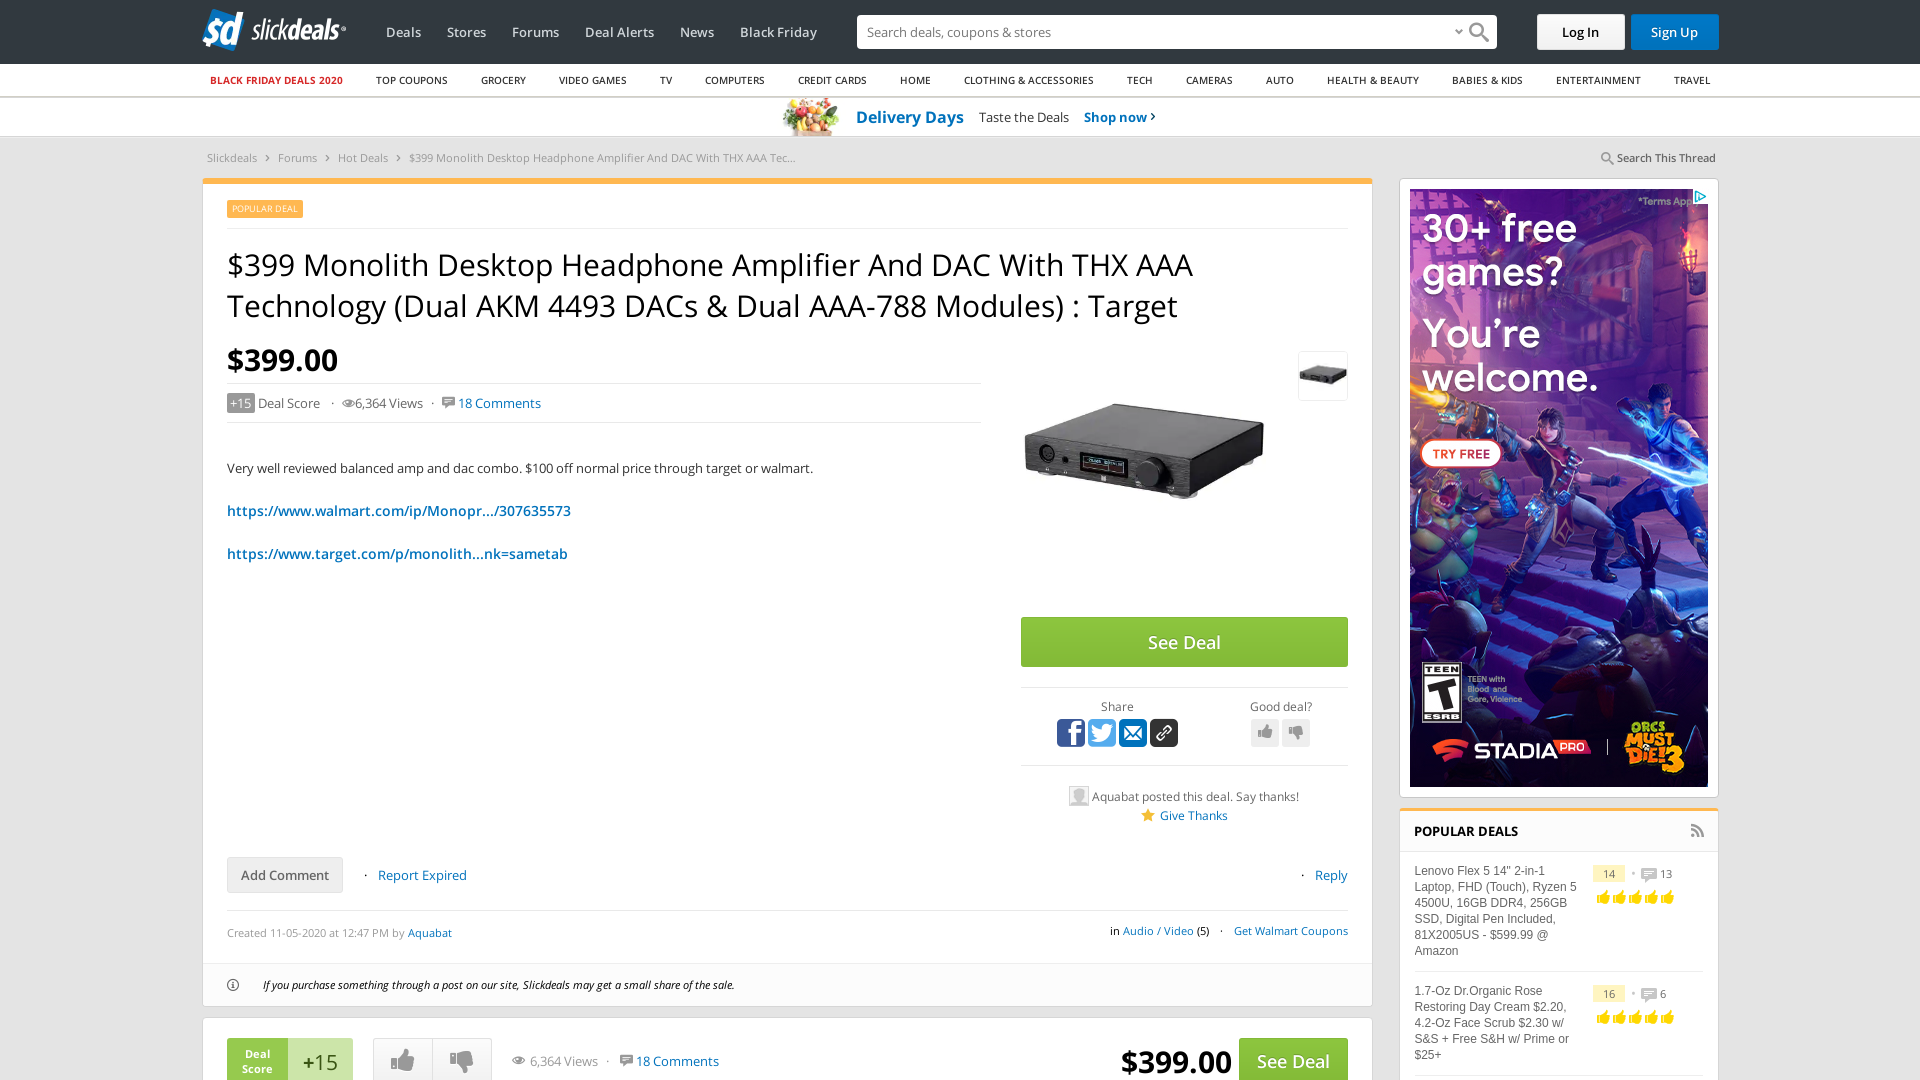 sd slickdeals
Deals
Stores
Forums
Deal Alerts
News
Black Friday
Search deals, coupons & stores
Log In
Sign Up
BLACK FRIDAY DEALS 2020
TOP COUPONS
GROCERY
VIDEO GAMES
TV
COMPUTERS
CREDIT CARDS
HOME
CLOTHING & ACCESSORIES
TECH
CAMERAS
AUTO
HEALTH & BEAUTY
BABIES & KIDS
ENTERTAINMENT
TRAVEL
Delivery Days Taste the Deals Shop now ›
Slickdeals › Forums › Hot Deals › $399 Monolith Desktop Headphone Amplifier And DAC With THX AAA Tec...
Search This Thread
POPULAR DEAL
$399 Monolith Desktop Headphone Amplifier And DAC With THX AAA
Technology (Dual AKM 4493 DACs & Dual AAA-788 Modules) : Target
$399.00
+15 Deal Score · 6,364 Views · 18 Comments
Very well reviewed balanced amp and dac combo. $100 off normal price through target or walmart.
https://www.walmart.com/ip/Monopr.../307635573
https://www.target.com/p/monolith...nk=sametab
See Deal
Share
Good deal?
Aquabat posted this deal. Say thanks!
Give Thanks
Add Comment · Report Expired
· Reply
Created 11-05-2020 at 12:47 PM by Aquabat
in Audio / Video (5) · Get Walmart Coupons
If you purchase something through a post on our site, Slickdeals may get a small share of the sale.
Deal
Score
+15
6,364 Views · 18 Comments
$399.00
See Deal
*Terms App
30+ free
games?
You're
welcome.
TRY FREE
TEEN
T
ESRB
TEEN with
Blood and
Gore, Violence
STADIA PRO
ORCS
MUST
DIE! 3
POPULAR DEALS
Lenovo Flex 5 14" 2-in-1
Laptop, FHD (Touch), Ryzen 5
4500U, 16GB DDR4, 256GB
SSD, Digital Pen Included,
81X2005US - $599.99 @
Amazon
14 · 13
1.7-Oz Dr.Organic Rose
Restoring Day Cream $2.20,
4.2-Oz Face Scrub $2.30 w/
S&S + Free S&H w/ Prime or
$25+
16 · 6